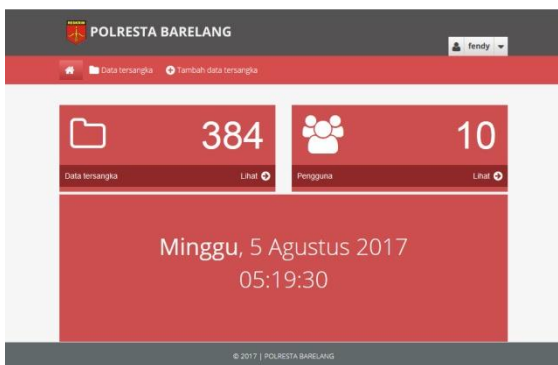 POLRESTA BARELANG
fendy
Data tersangka
Tambah data tersangka
384
Data tersangka
Lihat
10
Pengguna
Lihat
Minggu, 5 Agustus 2017
05:19:30
© 2017 | POLRESTA BARELANG